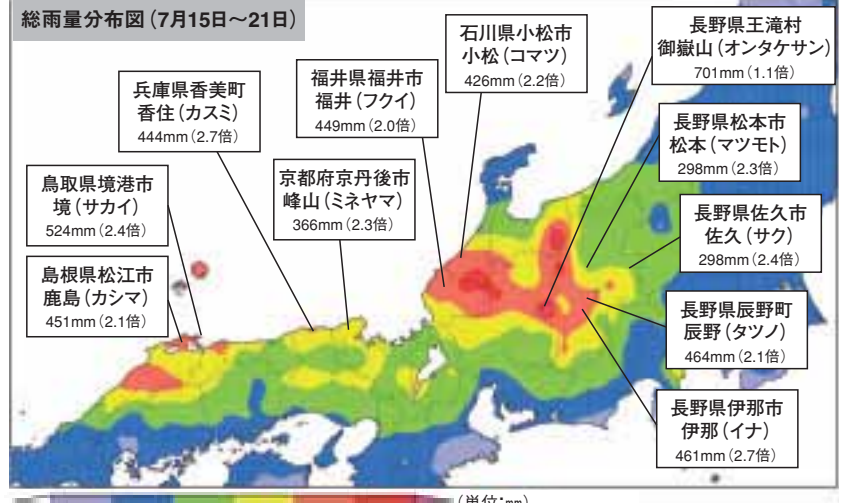 総雨量分布図（7月15日～21日）
石川県小松市
小松（コマツ）
426mm（2.2倍）
長野県王滝村
御嶽山（オンタケサン）
701mm（1.1倍）
兵庫県香美町
香住（カスミ）
444mm（2.7倍）
福井県福井市
福井（フクイ）
449mm（2.0倍）
長野県松本市
松本（マツモト）
298mm（2.3倍）
鳥取県境港市
境（サカイ）
524mm（2.4倍）
京都府京丹後市
峰山（ミネヤマ）
366mm（2.3倍）
長野県佐久市
佐久（サク）
298mm（2.4倍）
島根県松江市
鹿島（カシマ）
451mm（2.1倍）
長野県辰野町
辰野（タツノ）
464mm（2.1倍）
長野県伊那市
伊那（イナ）
461mm（2.7倍）
（単位：mm）